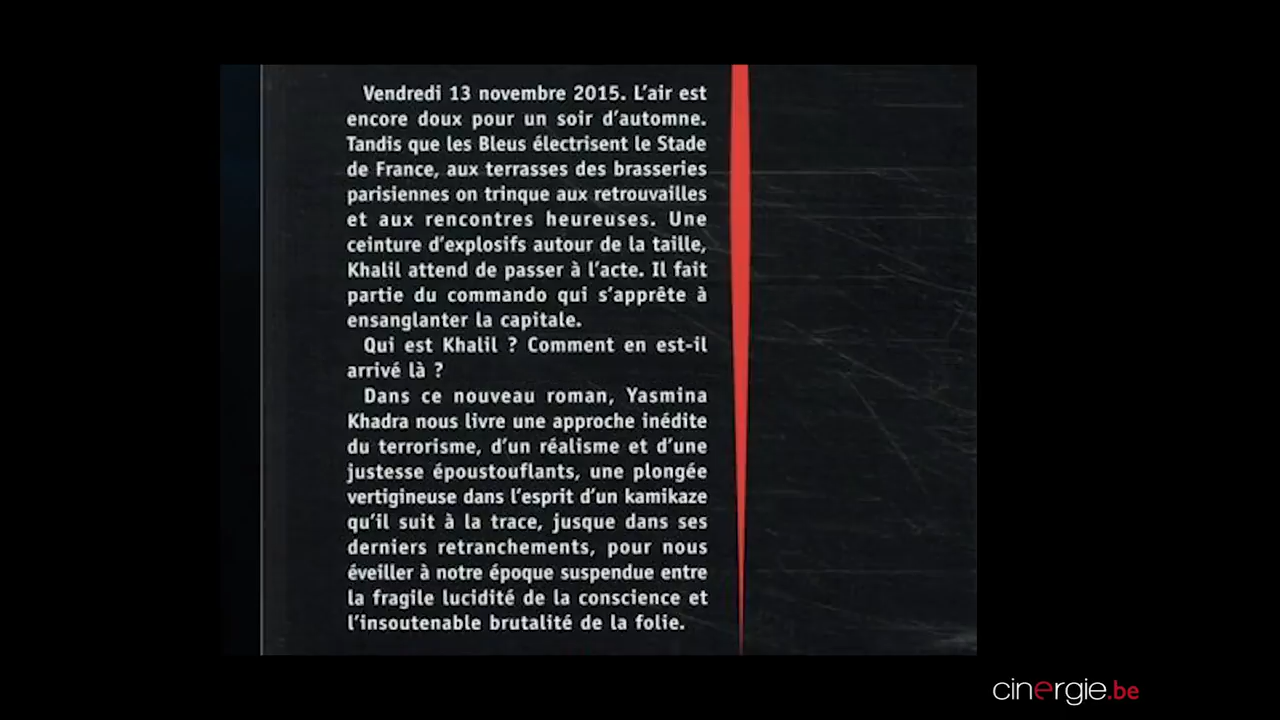 Vendredi 13 novembre 2015. L’air est
encore doux pour un soir d’automne.
Tandis que les Bleus électrisent le Stade
de France, aux terrasses des brasseries
parisiennes on trinque aux retrouvailles
et aux rencontres heureuses. Une
ceinture d’explosifs autour de la taille,
Khalil attend de passer à l’acte. Il fait
partie du commando qui s’apprête à
ensanglanter la capitale.
Qui est Khalil ? Comment en est-il
arrivé là ?
Dans ce nouveau roman, Yasmina
Khadra nous livre une approche inédite
du terrorisme, d’un réalisme et d’une
justesse époustouflants, une plongée
vertigineuse dans l’esprit d’un kamikaze
qu’il suit à la trace, jusque dans ses
derniers retranchements, pour nous
éveiller à notre époque suspendue entre
la fragile lucidité de la conscience et
l’insoutenable brutalité de la folie.
cinergie.be